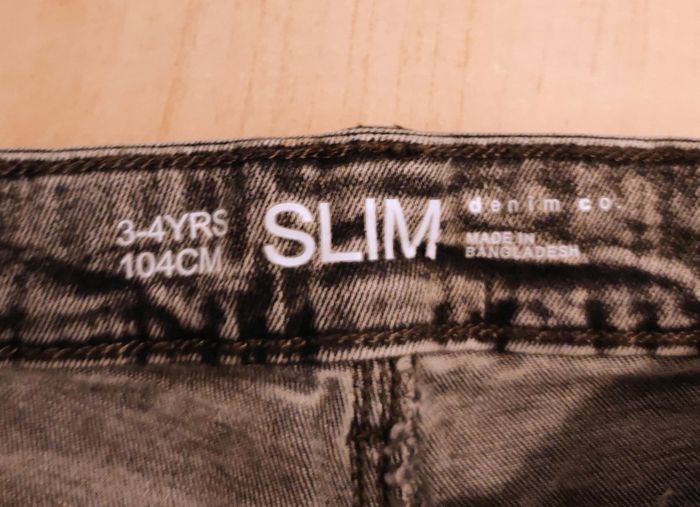 3-4YRS
104CM
SLIM
denim co.
MADE IN
BANGLADESH